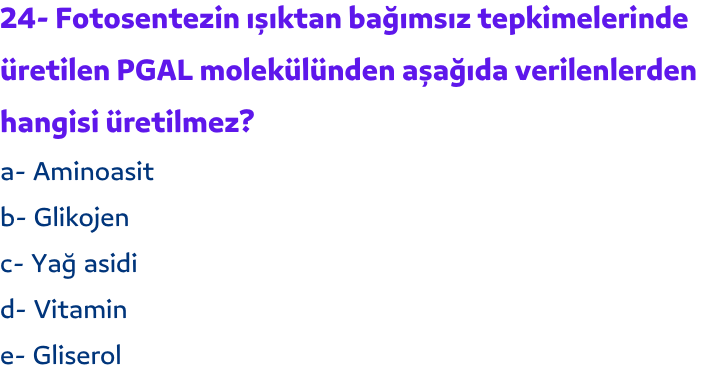 24- Fotosentezin ışıktan bağımsız tepkimelerinde
üretilen PGAL molekülünden aşağıda verilenlerden
hangisi üretilmez?
a- Aminoasit
b- Glikojen
c- Yağ asidi
d- Vitamin
e- Gliserol